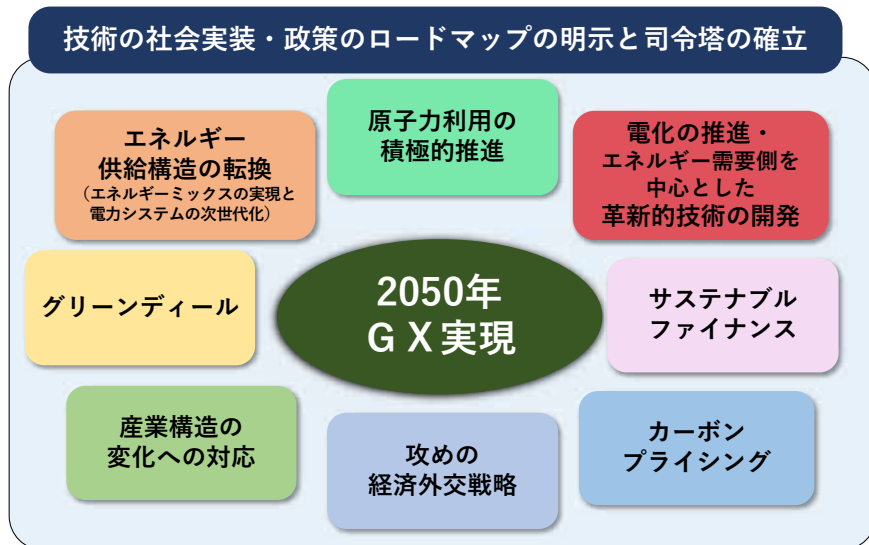 技術の社会実装・政策のロードマップの明示と司令塔の確立
エネルギー
供給構造の転換
（エネルギーミックスの実現と
電力システムの次世代化）
原子力利用の
積極的推進
電化の推進・
エネルギー需要側を
中心とした
革新的技術の開発
グリーンディール
2050年
ＧＸ実現
サステナブル
ファイナンス
産業構造の
変化への対応
攻めの
経済外交戦略
カーボン
プライシング